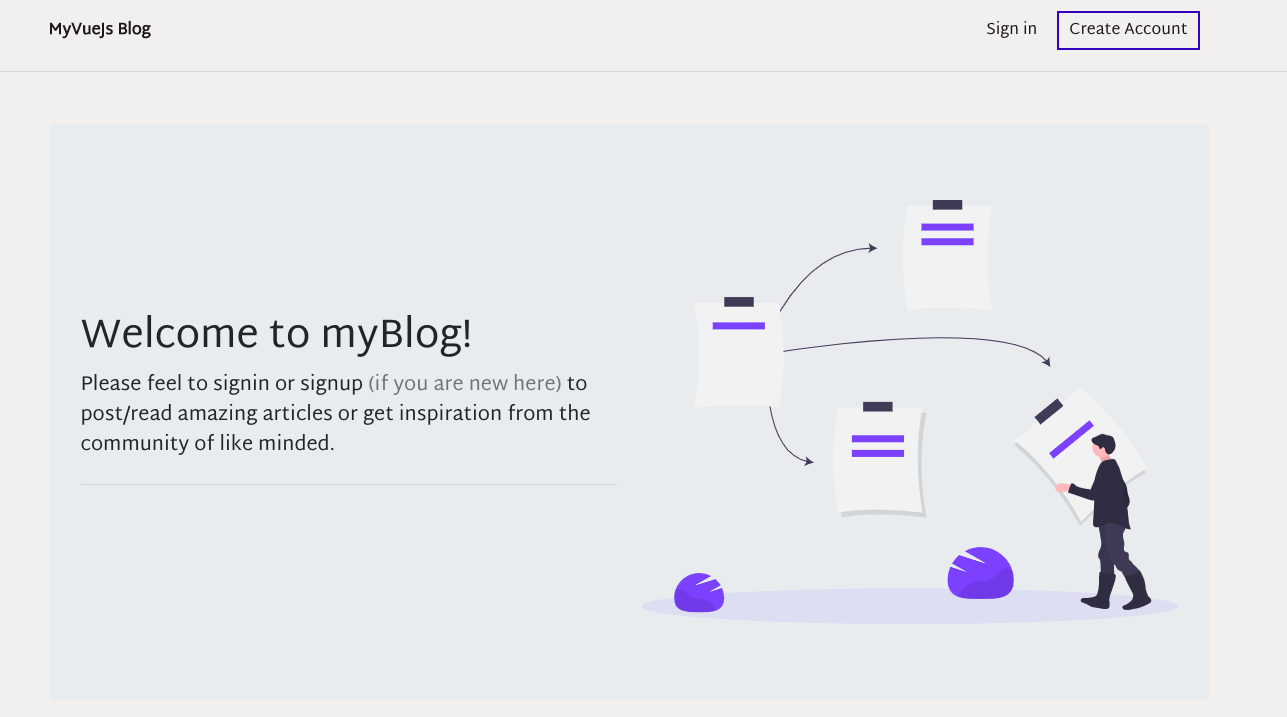 MyVueJs Blog
Sign in
Create Account
Welcome to myBlog!
Please feel to signin or signup (if you are new here) to
post/read amazing articles or get inspiration from the
community of like minded.